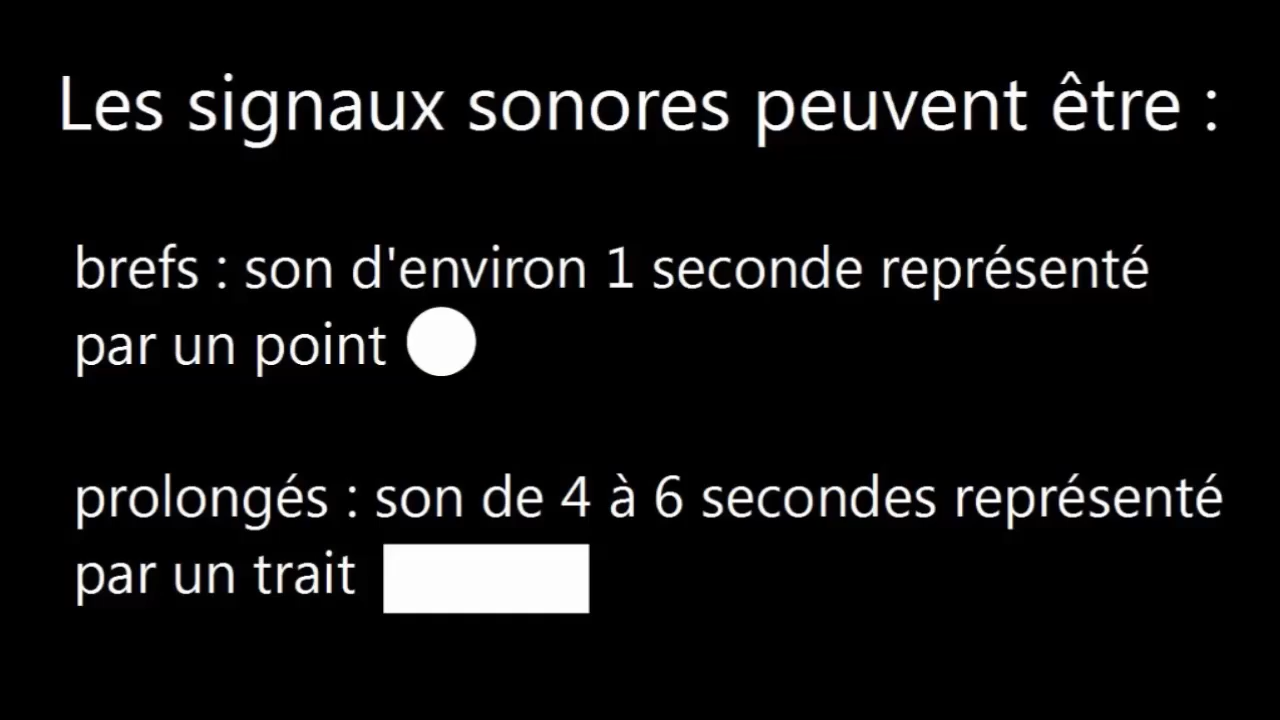 Les signaux sonores peuvent être :
brefs : son d'environ 1 seconde représenté
par un point
prolongés : son de 4 à 6 secondes représenté
par un trait